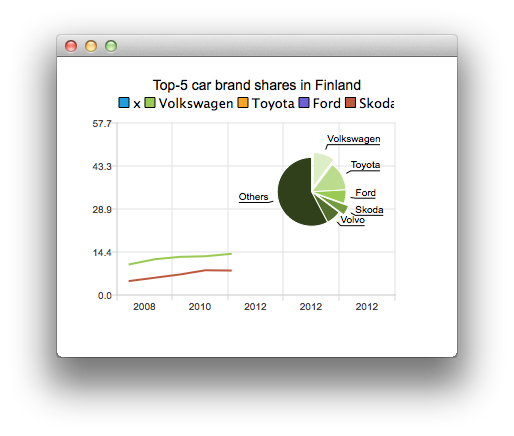 Top-5 car brand shares in Finland
x Volkswagen Toyota Ford Skoda
57.7
Volkswagen
43.3
Toyota
Ford
Others
28.9
Skoda
Volvo
14.4
0.0
2008 2010 2012 2012 2012